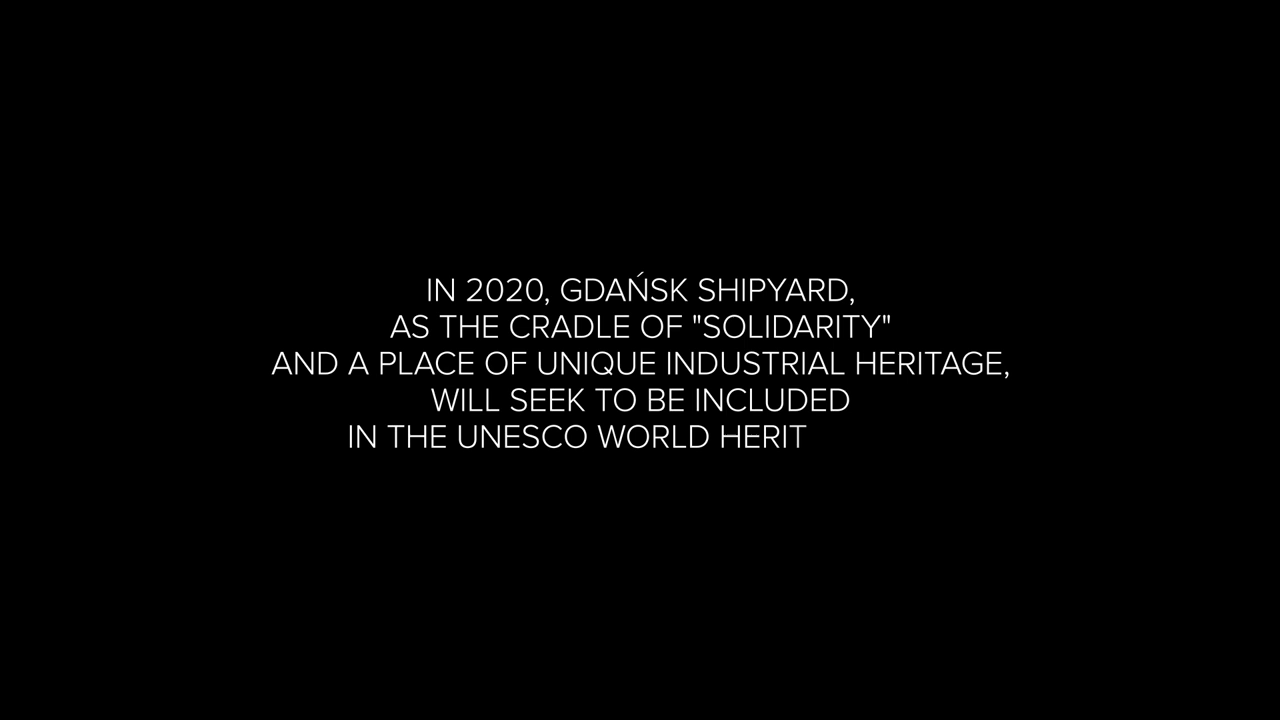 IN 2020, GDAŃSK SHIPYARD,
AS THE CRADLE OF "SOLIDARITY"
AND A PLACE OF UNIQUE INDUSTRIAL HERITAGE,
WILL SEEK TO BE INCLUDED
IN THE UNESCO WORLD HERIT